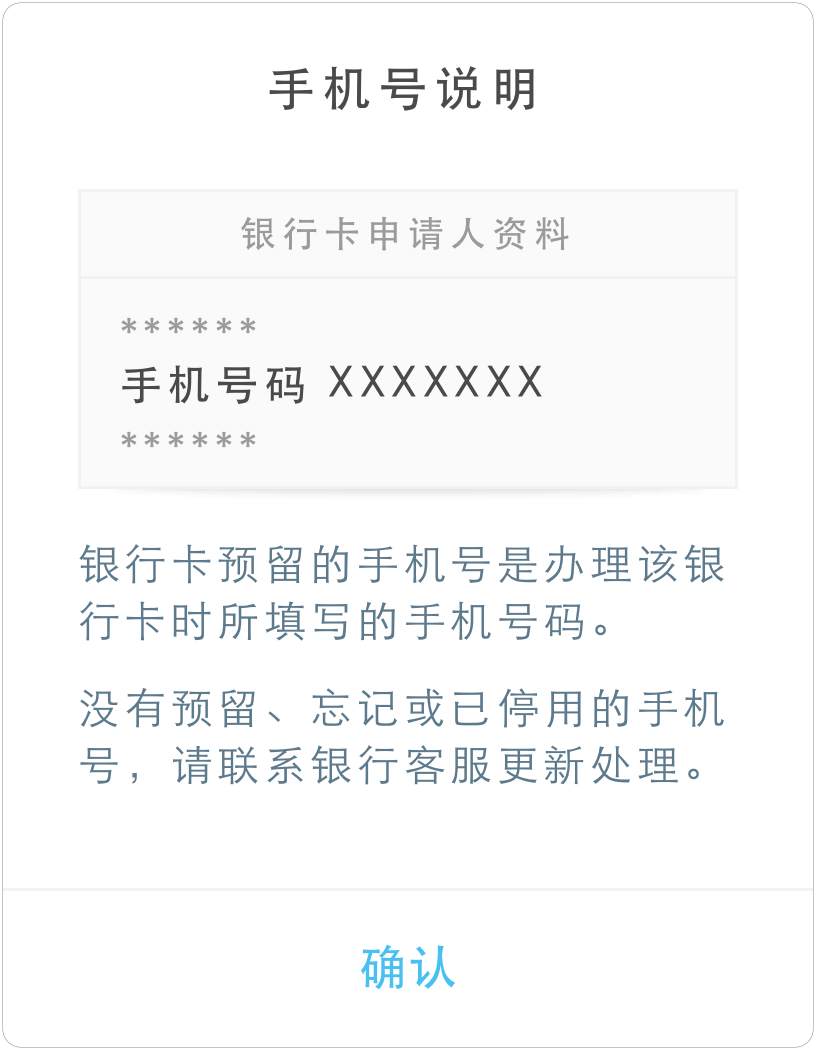 手机号说明
银行卡申请人资料
******
手机号码 XXXXXXX
******
银行卡预留的手机号是办理该银
行卡时所填写的手机号码。
没有预留、忘记或已停用的手机
号，请联系银行客服更新处理。
确认